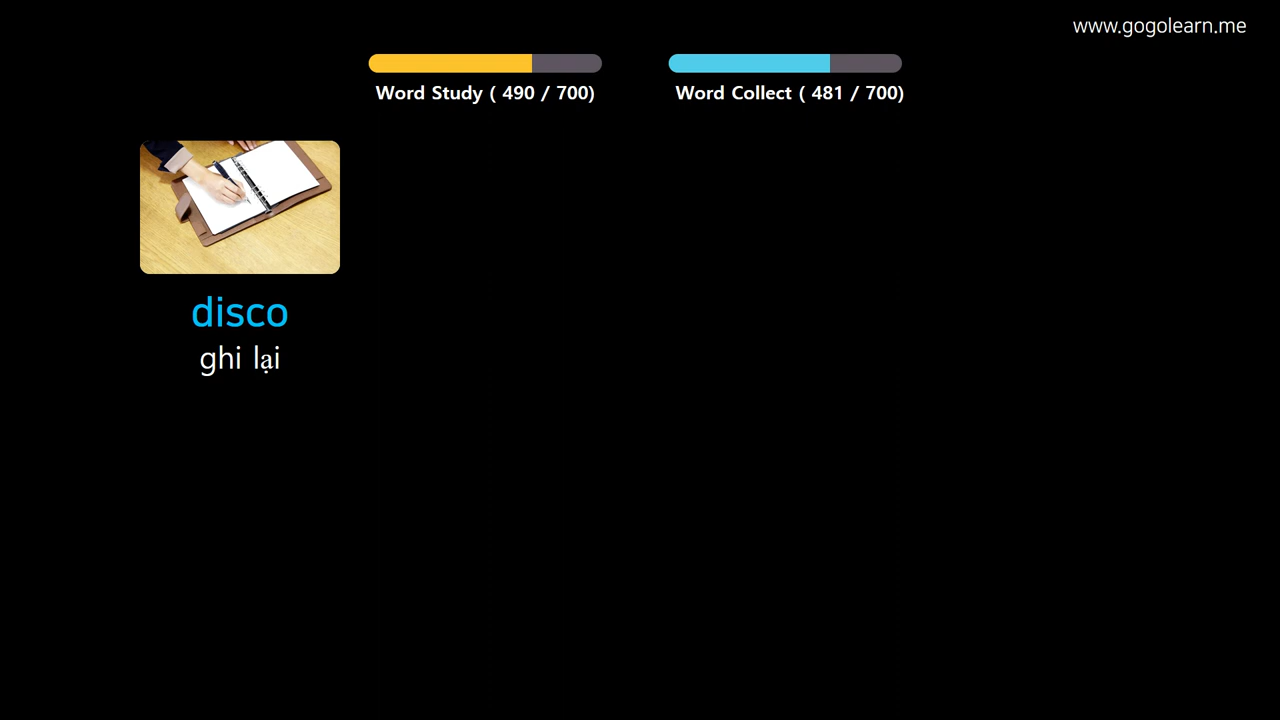 www.gogolearn.me
Word Study ( 490 / 700)
Word Collect ( 481 / 700)
disco
ghi lại